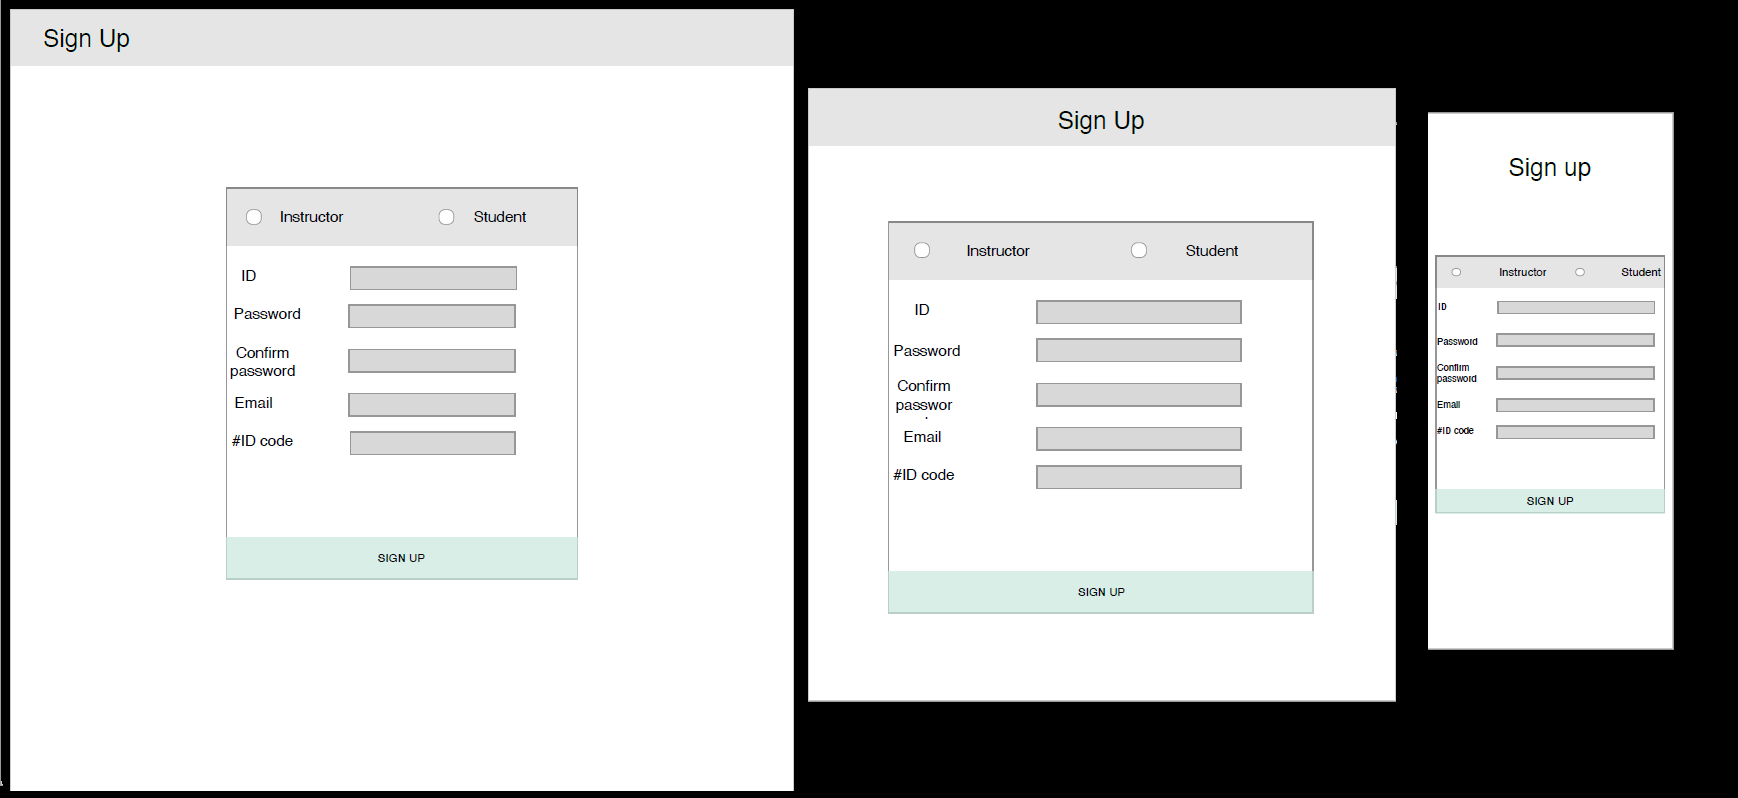 Sign Up
Instructor Student
ID
Password
Confirm
password
Email
#ID code
SIGN UP
Sign Up
Instructor Student
ID
Password
Confirm
passwor
Email
#ID code
SIGN UP
Sign up
Instructor Student
ID
Password
Confirm
password
Email
#ID code
SIGN UP